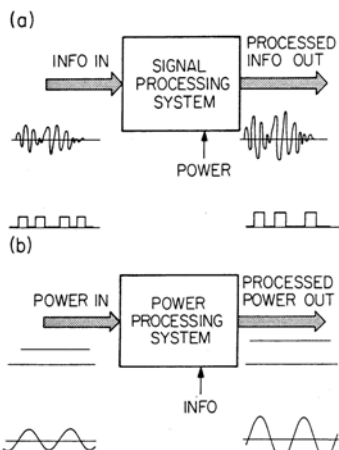 (a)
INFO IN
SIGNAL
PROCESSING
SYSTEM
PROCESSED
INFO OUT
POWER
(b)
POWER IN
POWER
PROCESSING
SYSTEM
PROCESSED
POWER OUT
INFO